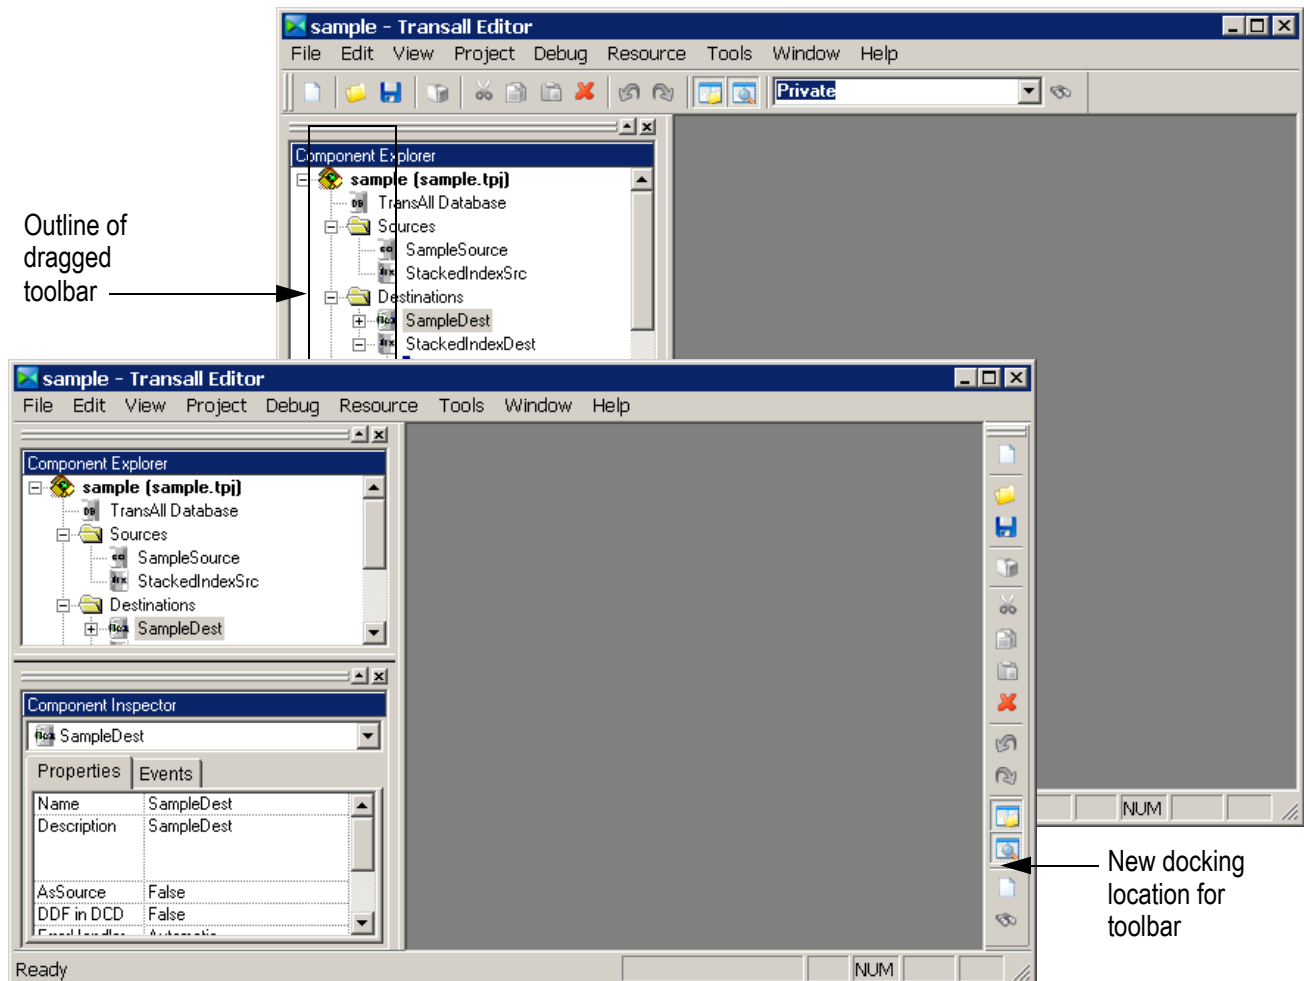 sample - Transall Editor
File Edit View Project Debug Resource Tools Window Help
Private
Component Explorer
sample (sample.tpj)
TransAll Database
Sources
SampleSource
StackedIndexSrc
Destinations
SampleDest
StackedIndexDest
Outline of
dragged
toolbar
sample - Transall Editor
File Edit View Project Debug Resource Tools Window Help
Component Explorer
sample (sample.tpj)
TransAll Database
Sources
SampleSource
StackedIndexSrc
Destinations
SampleDest
Component Inspector
SampleDest
Properties Events
Name SampleDest
Description SampleDest
AsSource False
DDF in DCD False
Ready NUM
NUM
New docking
location for
toolbar